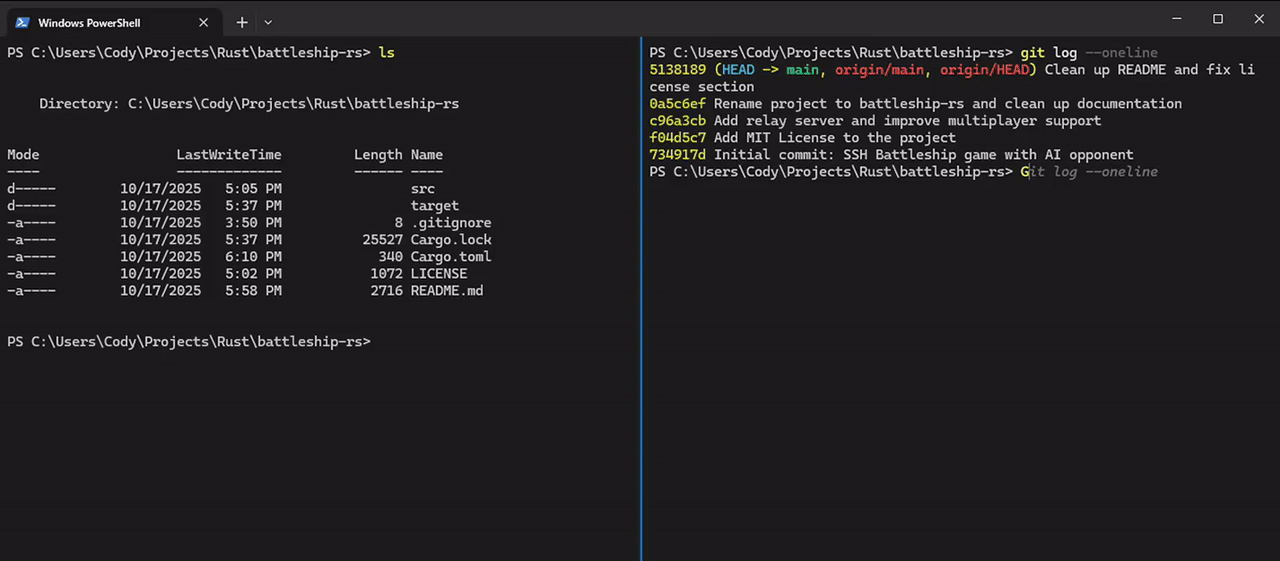 Windows PowerShell
PS C:\Users\Cody\Projects\Rust\battleship-rs> ls
Directory: C:\Users\Cody\Projects\Rust\battleship-rs
Mode LastWriteTime Length Name
---- ------------- ------ ----
d----- 10/17/2025 5:05 PM src
d----- 10/17/2025 5:37 PM target
-a---- 10/17/2025 3:50 PM 8 .gitignore
-a---- 10/17/2025 5:37 PM 25527 Cargo.lock
-a---- 10/17/2025 6:10 PM 340 Cargo.toml
-a---- 10/17/2025 5:02 PM 1072 LICENSE
-a---- 10/17/2025 5:58 PM 2716 README.md
PS C:\Users\Cody\Projects\Rust\battleship-rs>
PS C:\Users\Cody\Projects\Rust\battleship-rs> git log --oneline
5138189 (HEAD -> main, origin/main, origin/HEAD) Clean up README and fix li
cense section
0a5c6ef Rename project to battleship-rs and clean up documentation
c96a3cb Add relay server and improve multiplayer support
f04d5c7 Add MIT License to the project
734917d Initial commit: SSH Battleship game with AI opponent
PS C:\Users\Cody\Projects\Rust\battleship-rs> Git log --oneline